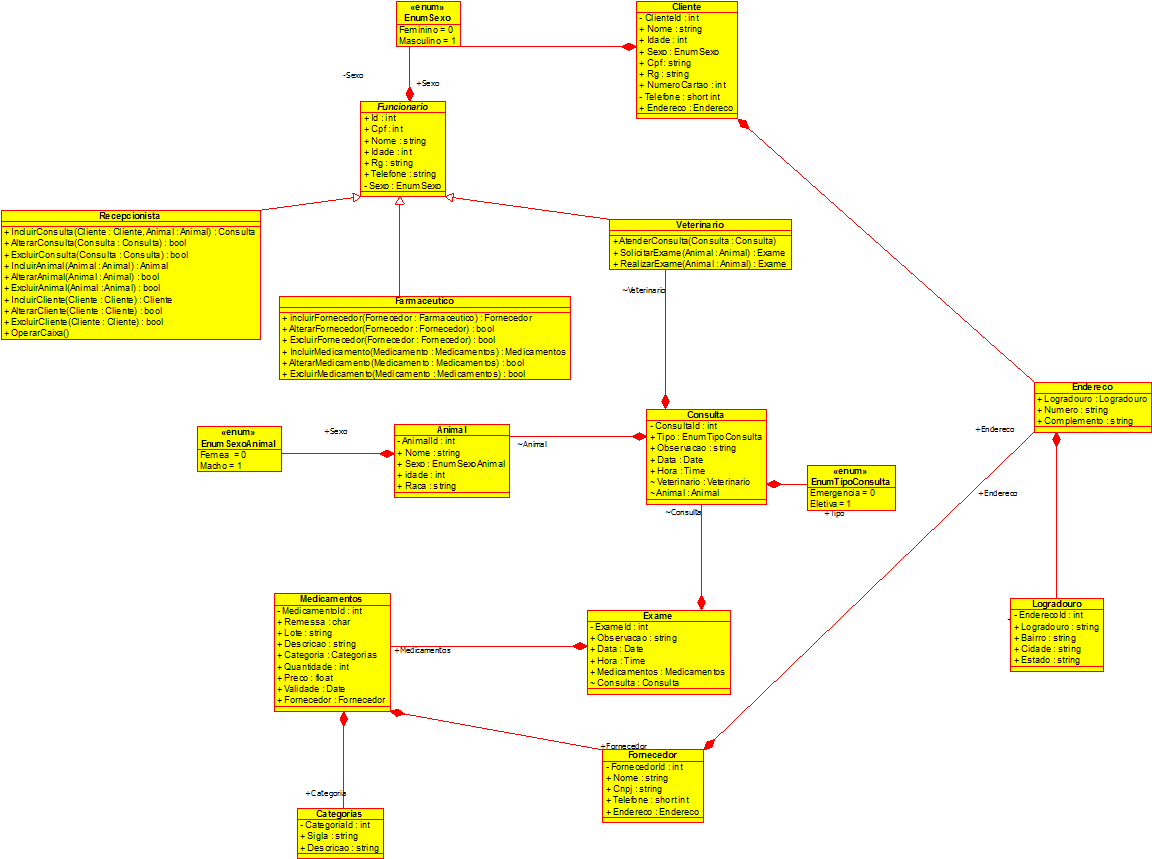 «enum»
EnumSexo
Feminino = 0
Masculino = 1
Cliente
- ClienteId : int
+ Nome : string
+ Idade : int
+ Sexo : EnumSexo
+ Cpf : string
+ Rg : string
+ NumeroCartao : int
- Telefone : short int
+ Endereco : Endereco
-Sexo
+Sexo
Funcionario
+ Id : int
+ Cpf : int
+ Nome : string
+ Idade : int
+ Rg : string
+ Telefone : string
- Sexo : EnumSexo
Recepcionista
+ IncluirConsulta(Cliente : Cliente, Animal : Animal) : Consulta
+ AlterarConsulta(Consulta : Consulta) : bool
+ ExcluirConsulta(Consulta : Consulta) : bool
+ IncluirAnimal(Animal : Animal) : Animal
+ AlterarAnimal(Animal : Animal) : bool
+ ExcluirAnimal(Animal : Animal) : bool
+ IncluirCliente(Cliente : Cliente) : Cliente
+ AlterarCliente(Cliente : Cliente) : bool
+ ExcluirCliente(Cliente : Cliente) : bool
+ OperarCaixa()
Veterinario
+ AtenderConsulta(Consulta : Consulta)
+ SolicitarExame(Animal : Animal) : Exame
+ RealizarExame(Animal : Animal) : Exame
~Veterinario
Farmaceutico
+ incluirFornecedor(Fornecedor : Farmaceutico) : Fornecedor
+ AlterarFornecedor(Fornecedor : Fornecedor) : bool
+ ExcluirFornecedor(Fornecedor : Fornecedor) : bool
+ IncluirMedicamento(Medicamento : Medicamentos) : Medicamentos
+ AlterarMedicamento(Medicamento : Medicamentos) : bool
+ ExcluirMedicamento(Medicamento : Medicamentos) : bool
Endereco
+ Logradouro : Logradouro
+ Numero : string
+ Complemento : string
+Endereco
+Endereco
«enum»
EnumSexoAnimal
Femea = 0
Macho = 1
+Sexo
Animal
- AnimalId : int
+ Nome : string
+ Sexo : EnumSexoAnimal
+ idade : int
+ Raca : string
~Animal
Consulta
- ConsultaId : int
+ Tipo : EnumTipoConsulta
+ Observacao : string
+ Data : Date
+ Hora : Time
~ Veterinario : Veterinario
~ Animal : Animal
~Consulta
«enum»
EnumTipoConsulta
Emergencia = 0
Eletiva = 1
+Tipo
Medicamentos
- MedicamentoId : int
+ Remessa : char
+ Lote : string
+ Descricao : string
+ Categoria : Categorias
+ Quantidade : int
+ Preco : float
+ Validade : Date
+ Fornecedor : Fornecedor
+Medicamentos
Exame
- ExameId : int
+ Observacao : string
+ Data : Date
+ Hora : Time
+ Medicamentos : Medicamentos
~ Consulta : Consulta
Logradouro
- EnderecoId : int
+ Logradouro : string
+ Bairro : string
+ Cidade : string
+ Estado : string
+Fornecedor
Fornecedor
- FornecedorId : int
+ Nome : string
+ Cnpj : string
+ Telefone : short int
+ Endereco : Endereco
+Categoria
Categorias
- CategoriaId : int
+ Sigla : string
+ Descricao : string